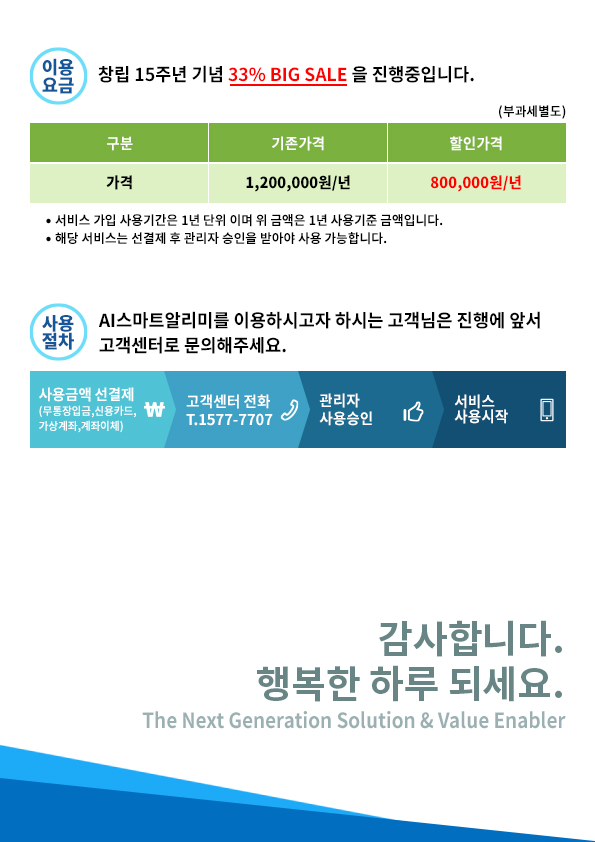 이용
요금
창립 15주년 기념 33% BIG SALE 을 진행중입니다.
(부과세별도)
구분 기존가격 할인가격
가격 1,200,000원/년 800,000원/년
• 서비스 가입 사용기간은 1년 단위 이며 위 금액은 1년 사용기준 금액입니다.
• 해당 서비스는 선결제 후 관리자 승인을 받아야 사용 가능합니다.
사용
절차
AI스마트알리미를 이용하시고자 하시는 고객님은 진행에 앞서
고객센터로 문의해주세요.
사용금액 선결제
(무통장입금,신용카드,
가상계좌,계좌이체)
고객센터 전화
T.1577-7707
관리자
사용승인
서비스
사용시작
감사합니다.
행복한 하루 되세요.
The Next Generation Solution & Value Enabler